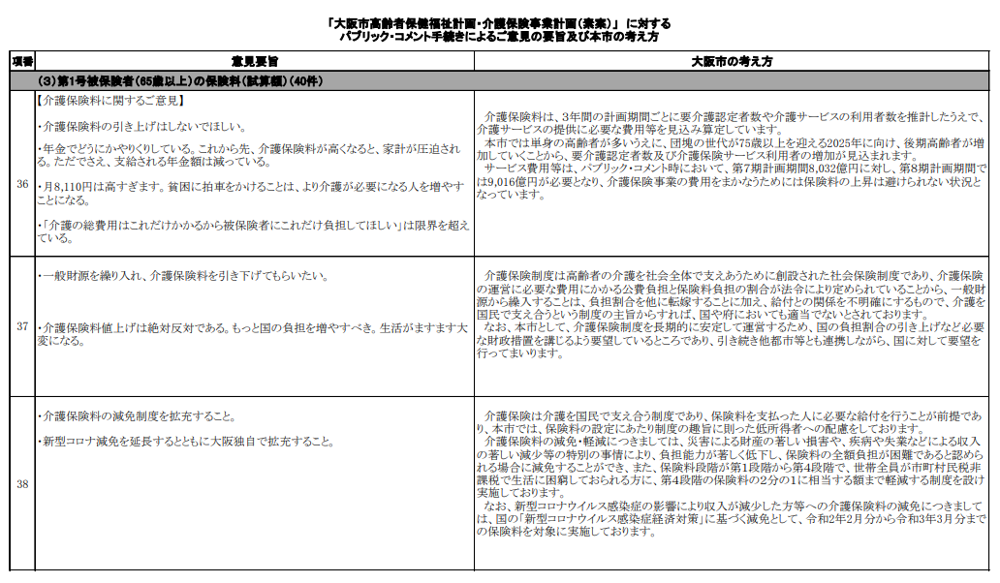 「大阪市高齢者保健福祉計画・介護保険事業計画（素案）」 に対する
パブリック・コメント手続きによるご意見の要旨及び本市の考え方
項番
意見要旨
大阪市の考え方
（３）第1号被保険者（65歳以上）の保険料（試算額）（40件）
36
【介護保険料に関するご意見】
・介護保険料の引き上げはしないでほしい。
・年金でどうにかやりくりしている。これから先、介護保険料が高くなると、家計が圧迫され
る。ただでさえ、支給される年金額は減っている。
・月8,110円は高すぎます。貧困に拍車をかけることは、より介護が必要になる人を増やす
ことになる。
・「介護の総費用はこれだけかかるから被保険者にこれだけ負担してほしい」は限界を超え
ている。
介護保険料は、３年間の計画期間ごとに要介護認定者数や介護サービスの利用者数を推計したうえで、
介護サービスの提供に必要な費用等を見込み算定しています。
本市では単身の高齢者が多いうえに、団塊の世代が75歳以上を迎える2025年に向け、後期高齢者が増
加していくことから、要介護認定者数及び介護保険サービス利用者の増加が見込まれます。
サービス費用等は、パブリック・コメント時において、第７期計画期間8,032億円に対し、第８期計画期間で
は9,016億円が必要となり、介護保険事業の費用をまかなうためには保険料の上昇は避けられない状況と
なっています。
37
・一般財源を繰り入れ、介護保険料を引き下げてもらいたい。
・介護保険料値上げは絶対反対である。もっと国の負担を増やすべき。生活がますます大
変になる。
介護保険制度は高齢者の介護を社会全体で支えあうために創設された社会保険制度であり、介護保険
の運営に必要な費用にかかる公費負担と保険料負担の割合が法令により定められていることから、一般財
源から繰入することは、負担割合を他に転嫁することに加え、給付との関係を不明確にするもので、介護を
国民で支え合うという制度の主旨からすれば、国や府においても適当でないとされております。
なお、本市として、介護保険制度を長期的に安定して運営するため、国の負担割合の引き上げなど必要
な財政措置を講じるよう要望しているところであり、引き続き他都市等とも連携しながら、国に対して要望を
行ってまいります。
38
・介護保険料の減免制度を拡充すること。
・新型コロナ減免を延長するとともに大阪独自で拡充すること。
介護保険は介護を国民で支え合う制度であり、保険料を支払った人に必要な給付を行うことが前提であ
り、本市では、保険料の設定にあたり制度の趣旨に則った低所得者への配慮をしております。
介護保険料の減免・軽減につきましては、災害による財産の著しい損害や、疾病や失業などによる収入
の著しい減少等の特別の事情により、負担能力が著しく低下し、保険料の全額負担が困難であると認めら
れる場合に減免することができ、また、保険料段階が第１段階から第４段階で、世帯全員が市町村民税非
課税で生活に困窮しておられる方に、第４段階の保険料の２分の１に相当する額まで軽減する制度を設け
実施しております。
なお、新型コロナウイルス感染症の影響により収入が減少した方等への介護保険料の減免につきまして
は、国の「新型コロナウイルス感染症経済対策」に基づく減免として、令和２年２月分から令和３年３月分まで
の保険料を対象に実施しております。